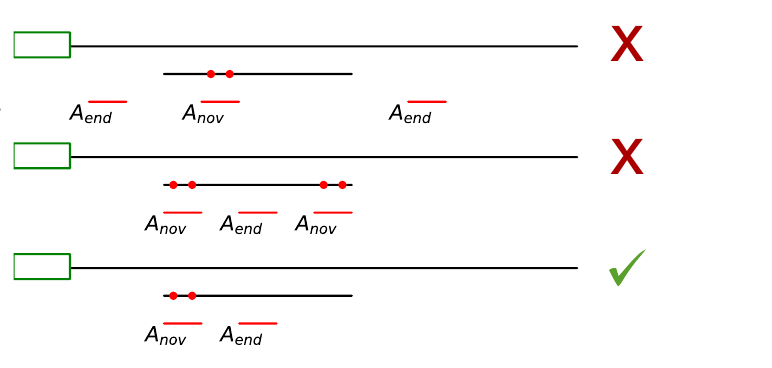 X
A_end A_nov A_end
X
A_nov A_end A_nov
A_nov A_end